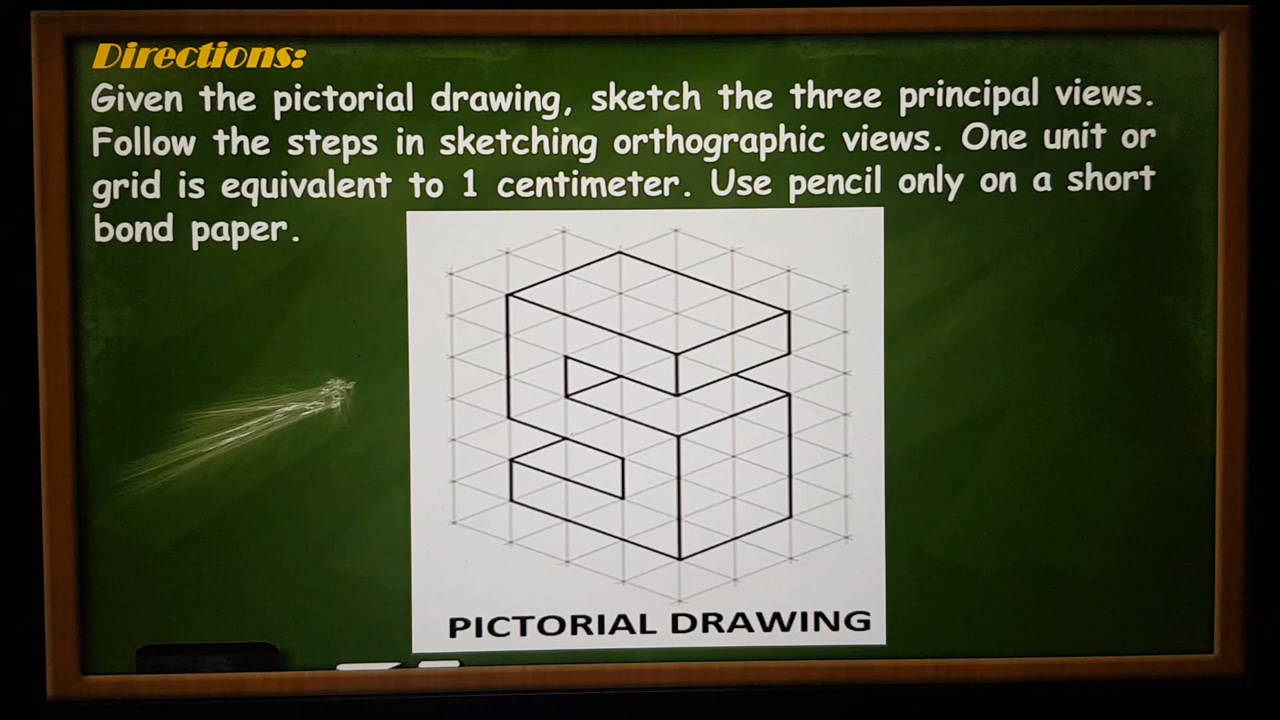 Directions:
Given the pictorial drawing, sketch the three principal views.
Follow the steps in sketching orthographic views. One unit or
grid is equivalent to 1 centimeter. Use pencil only on a short
bond paper.
PICTORIAL DRAWING